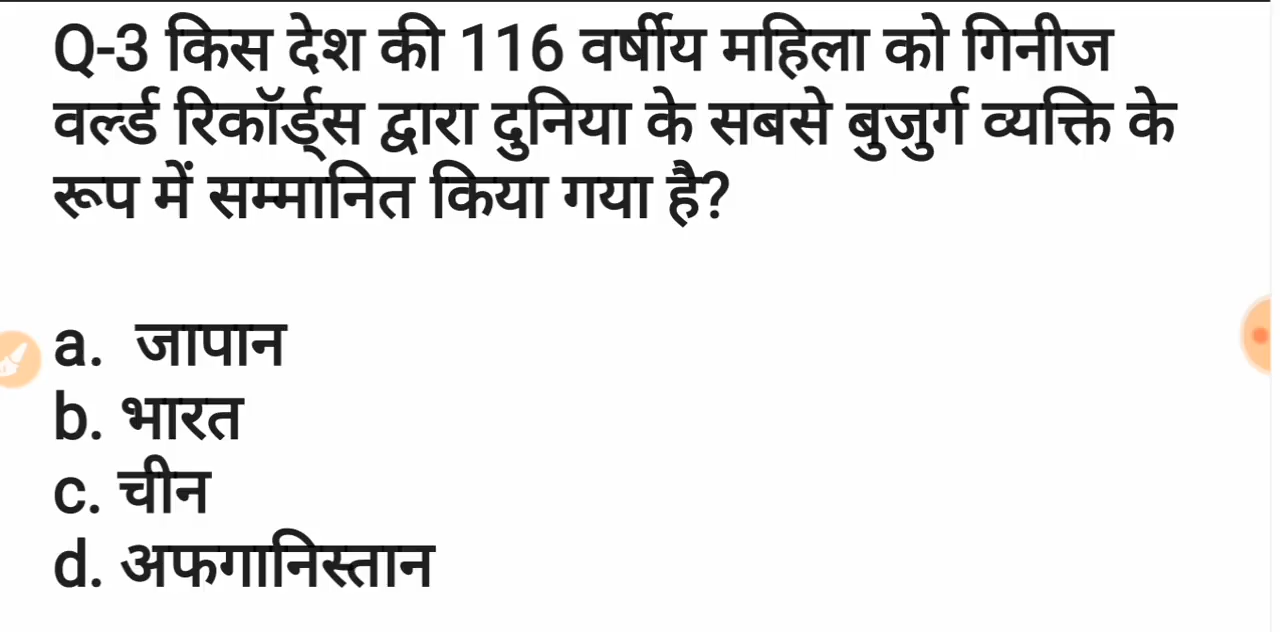 Q-3 किस देश की 116 वर्षीय महिला को गिनीज
वर्ल्ड रिकॉर्ड्स द्वारा दुनिया के सबसे बुजुर्ग व्यक्ति के
रूप में सम्मानित किया गया है?
a. जापान
b. भारत
c. चीन
d. अफगानिस्तान